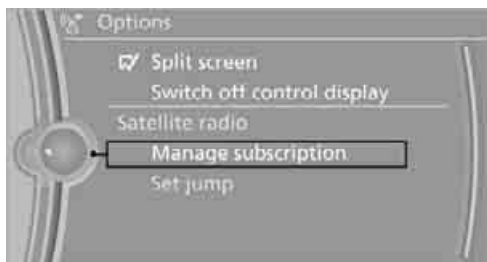 Options
Split screen
Switch off control display
Satellite radio
Manage subscription
Set jump